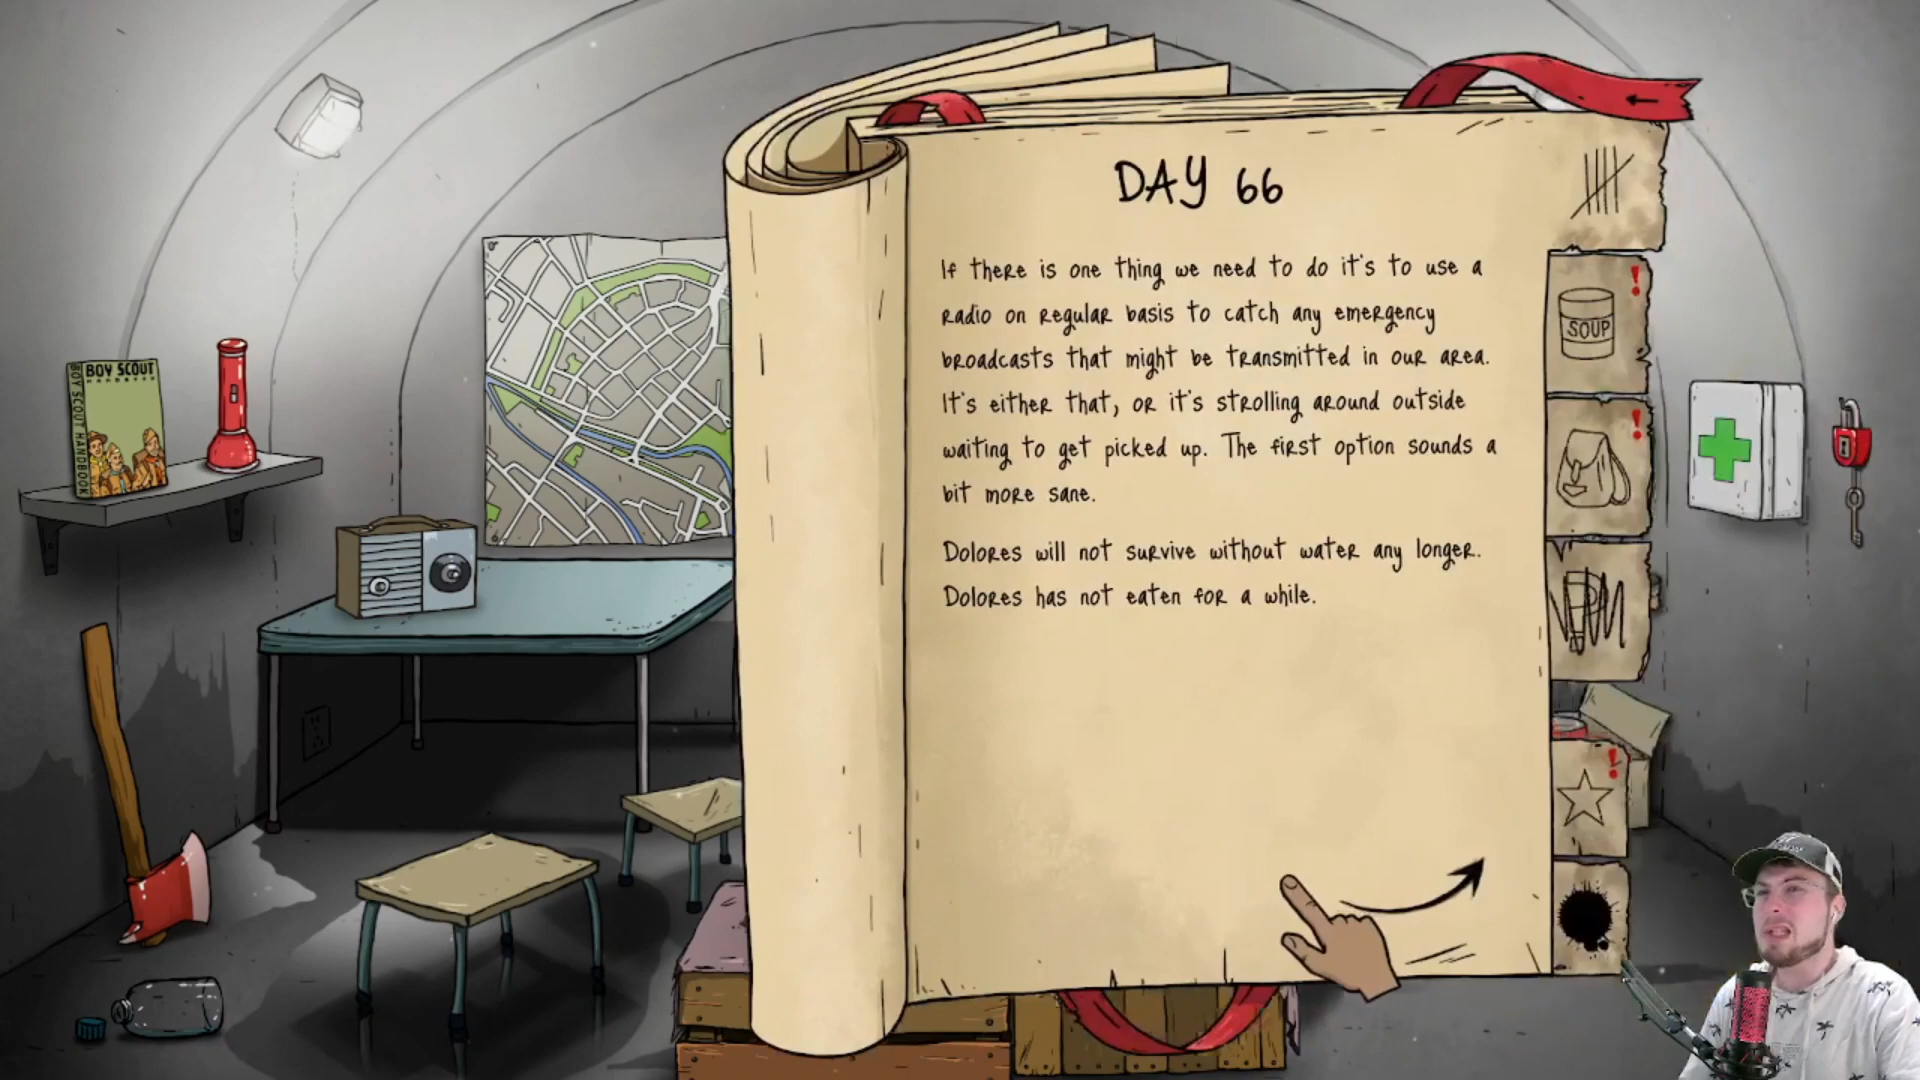 DAY 66
If there is one thing we need to do it's to use a
radio on regular basis to catch any emergency
broadcasts that might be transmitted in our area.
It's either that, or it's strolling around outside
waiting to get picked up. The first option sounds a
bit more sane.
Dolores will not survive without water any longer.
Dolores has not eaten for a while.
BOY SCOUT
BOY SCOUT HANDBOOK
!
SOUP
!
!